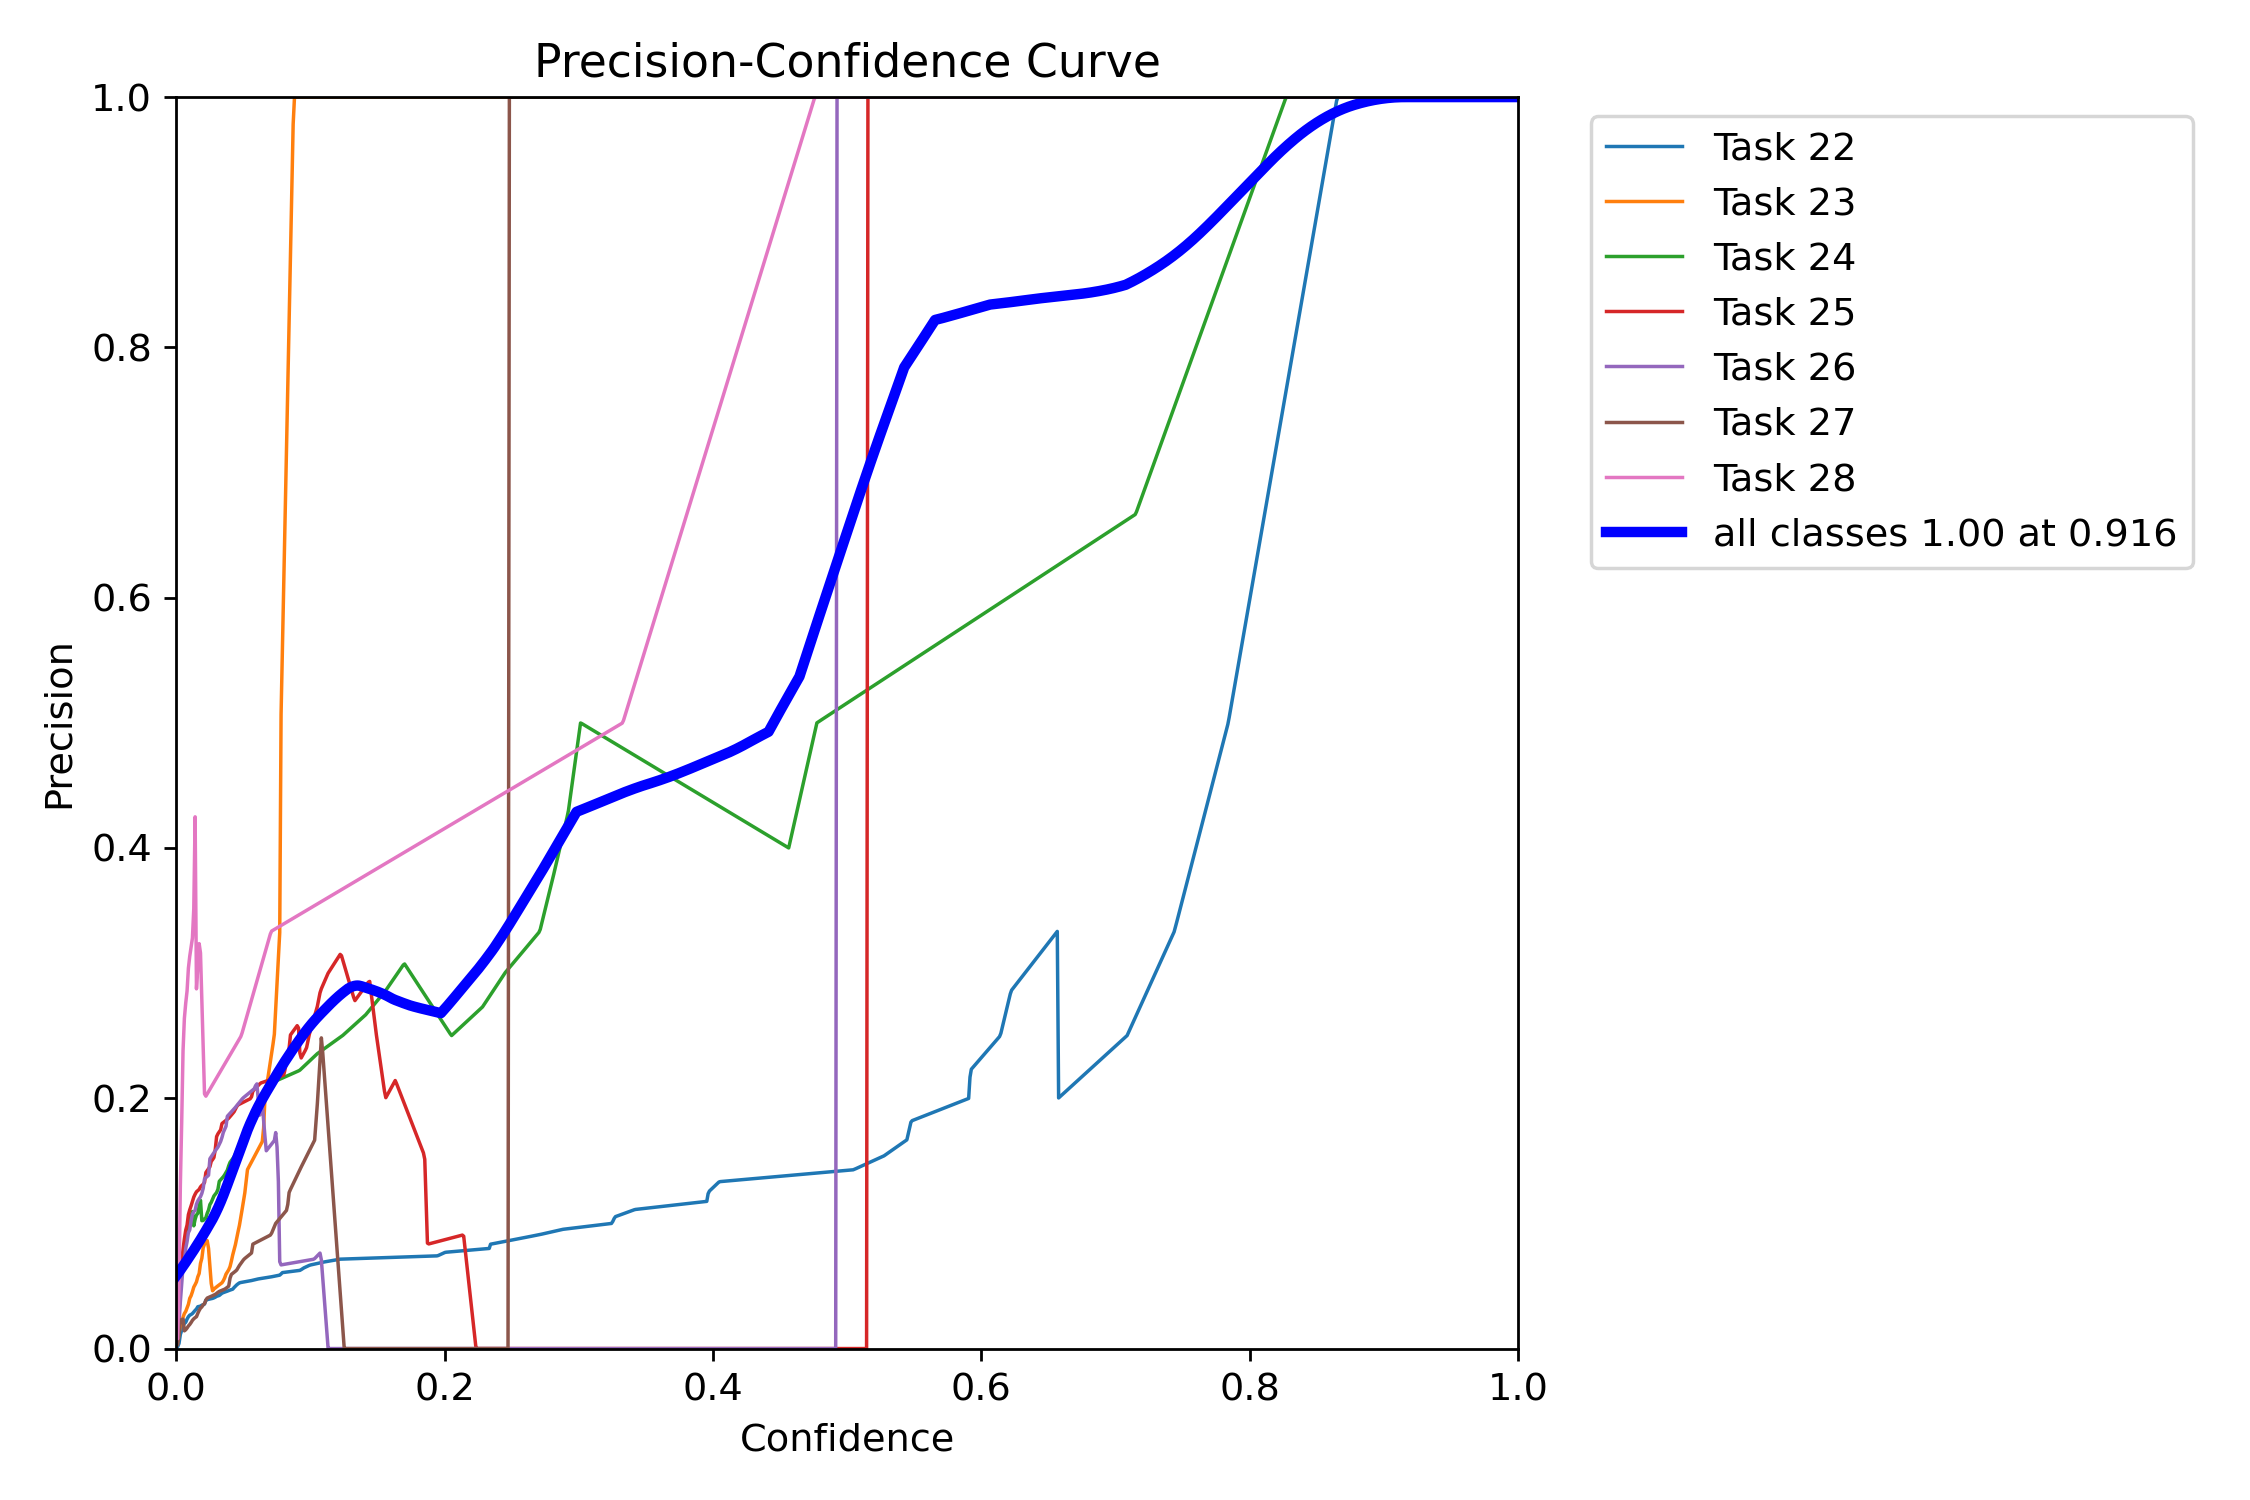 Precision-Confidence Curve
1.0
0.8
0.6
0.4
0.2
0.0
Precision
0.0 0.2 0.4 0.6 0.8 1.0
Confidence
Task 22
Task 23
Task 24
Task 25
Task 26
Task 27
Task 28
all classes 1.00 at 0.916